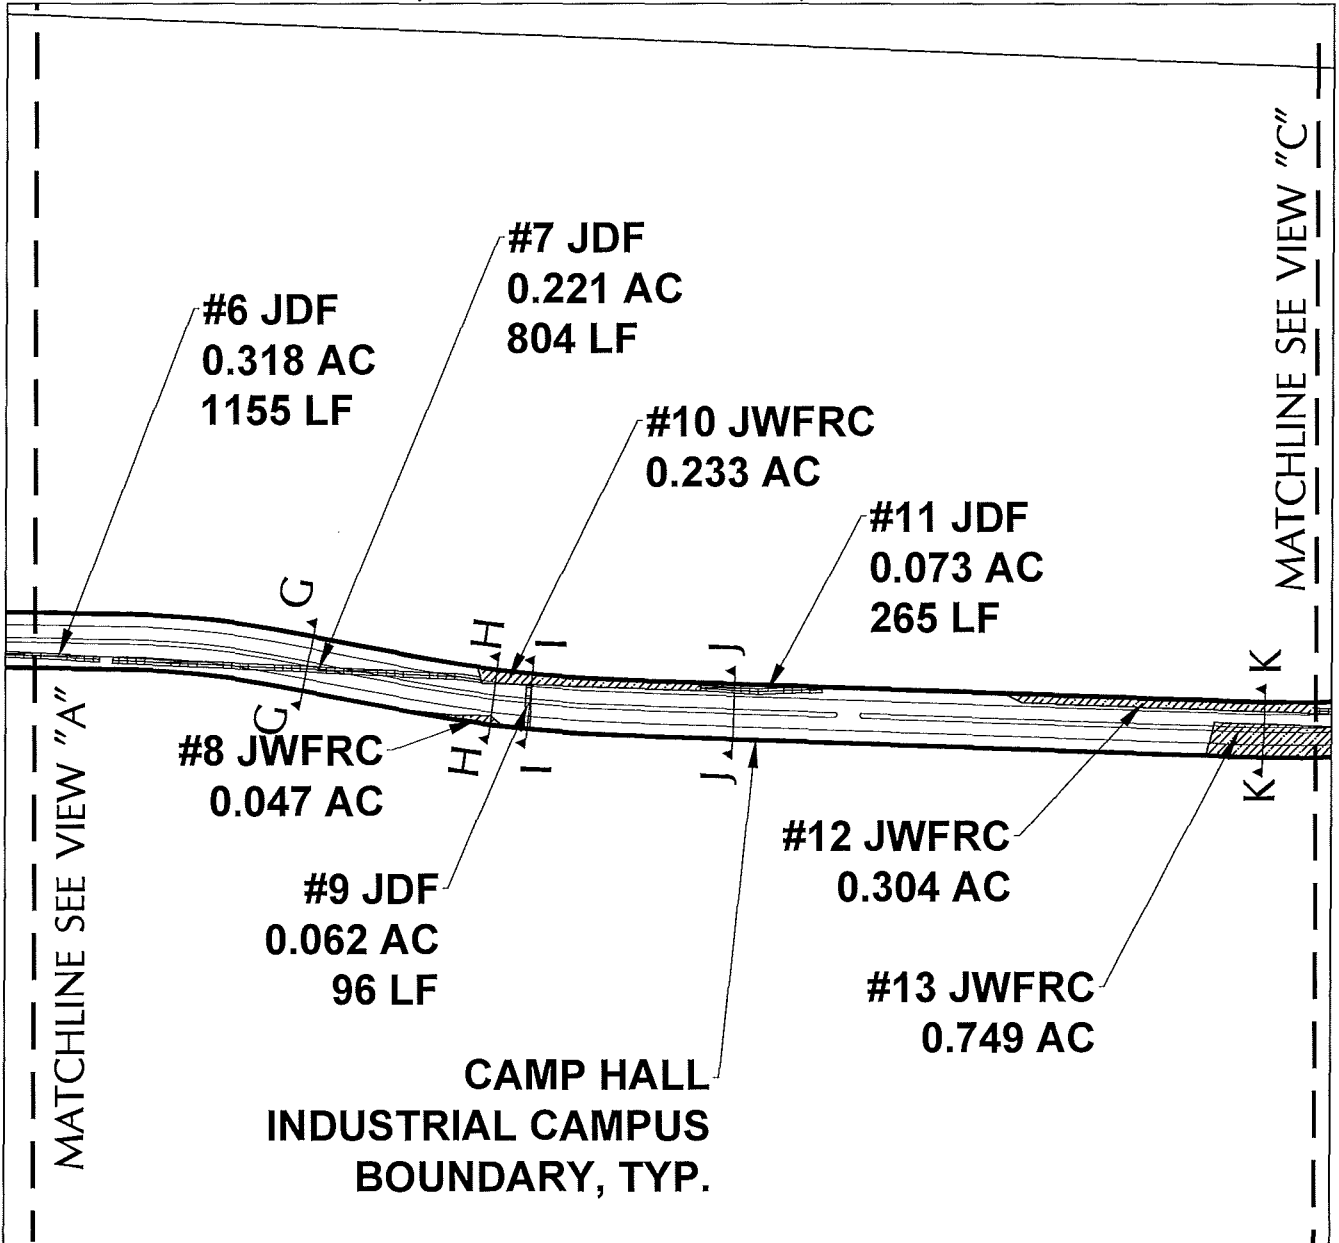 #7 JDF
0.221 AC
804 LF
#6 JDF
0.318 AC
1155 LF
#10 JWFRC
0.233 AC
#11 JDF
0.073 AC
265 LF
MATCHLINE SEE VIEW "C"
G
H
I
J
K
G
H
I
J
K
#8 JWFRC
0.047 AC
MATCHLINE SEE VIEW "A"
#9 JDF
0.062 AC
96 LF
#12 JWFRC
0.304 AC
#13 JWFRC
0.749 AC
CAMP HALL
INDUSTRIAL CAMPUS
BOUNDARY, TYP.